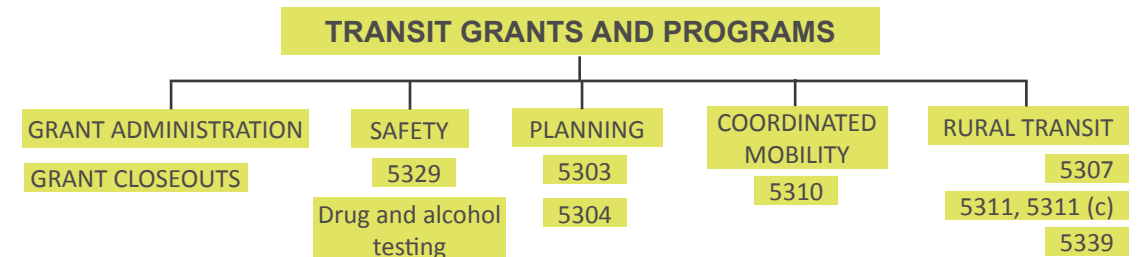 TRANSIT GRANTS AND PROGRAMS
GRANT ADMINISTRATION
GRANT CLOSEOUTS
SAFETY
5329
Drug and alcohol
testing
PLANNING
5303
5304
COORDINATED
MOBILITY
5310
RURAL TRANSIT
5307
5311, 5311 (c)
5339